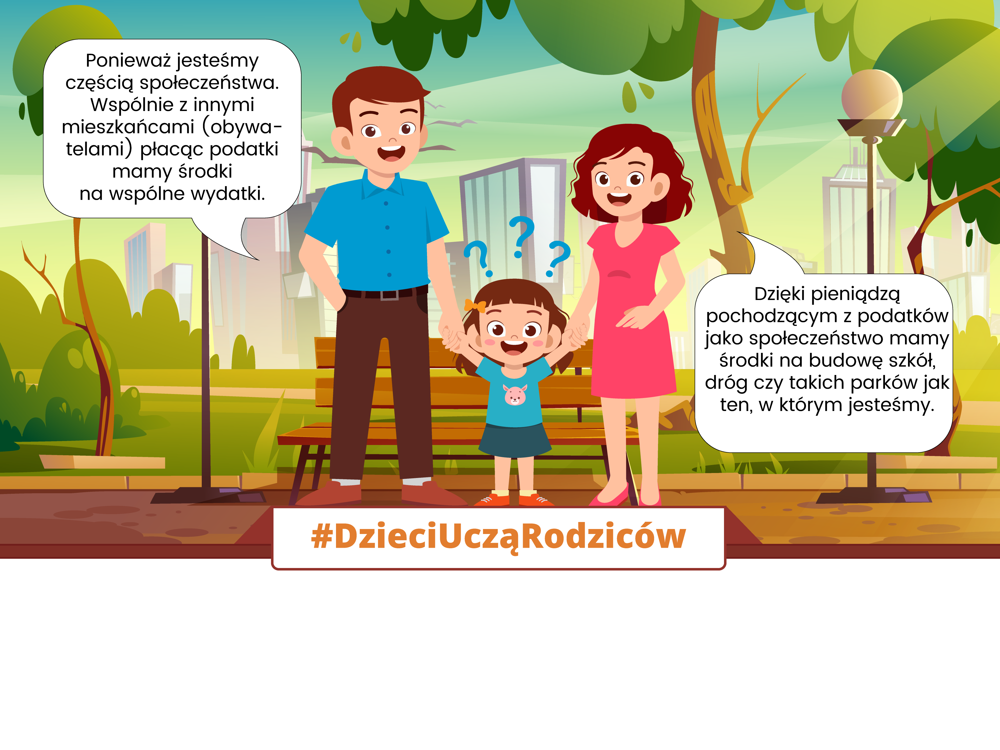 Ponieważ jesteśmy
częścią społeczeństwa.
Wspólnie z innymi
mieszkańcami (obywa-
telami) płacąc podatki
mamy środki
na wspólne wydatki.
? ? ?
Dzięki pieniądzą
pochodzącym z podatków
jako społeczeństwo mamy
środki na budowę szkół,
dróg czy takich parków jak
ten, w którym jesteśmy.
#DzieciUcząRodziców